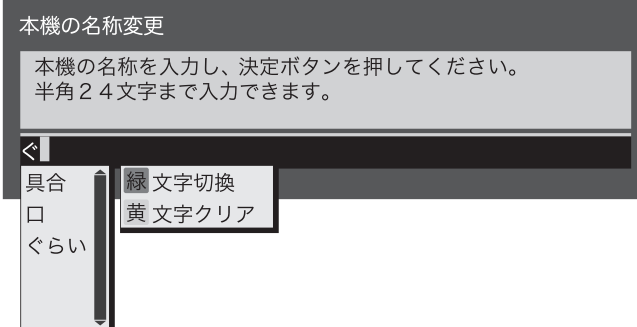 本機の名称変更
本機の名称を入力し、決定ボタンを押してください。
半角２４文字まで入力できます。
ぐ
具合
口
ぐらい
緑 文字切換
黄 文字クリア